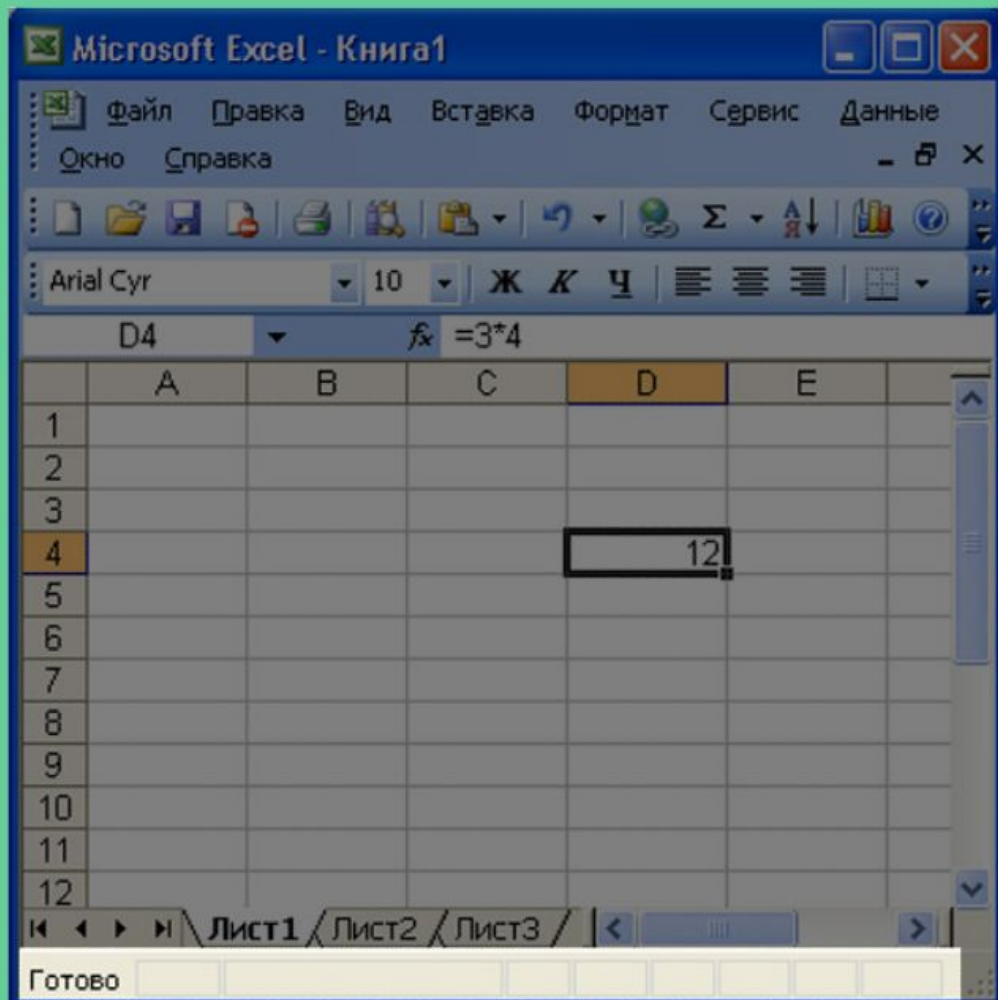 Microsoft Excel - Книга1
Файл Правка Вид Вставка Формат Сервис Данные
Окно Справка
Arial Cyr 10 Ж К Ч
D4 fx =3*4
A B C D E
1
2
3
4 12
5
6
7
8
9
10
11
12
Лист1 Лист2 Лист3
Готово